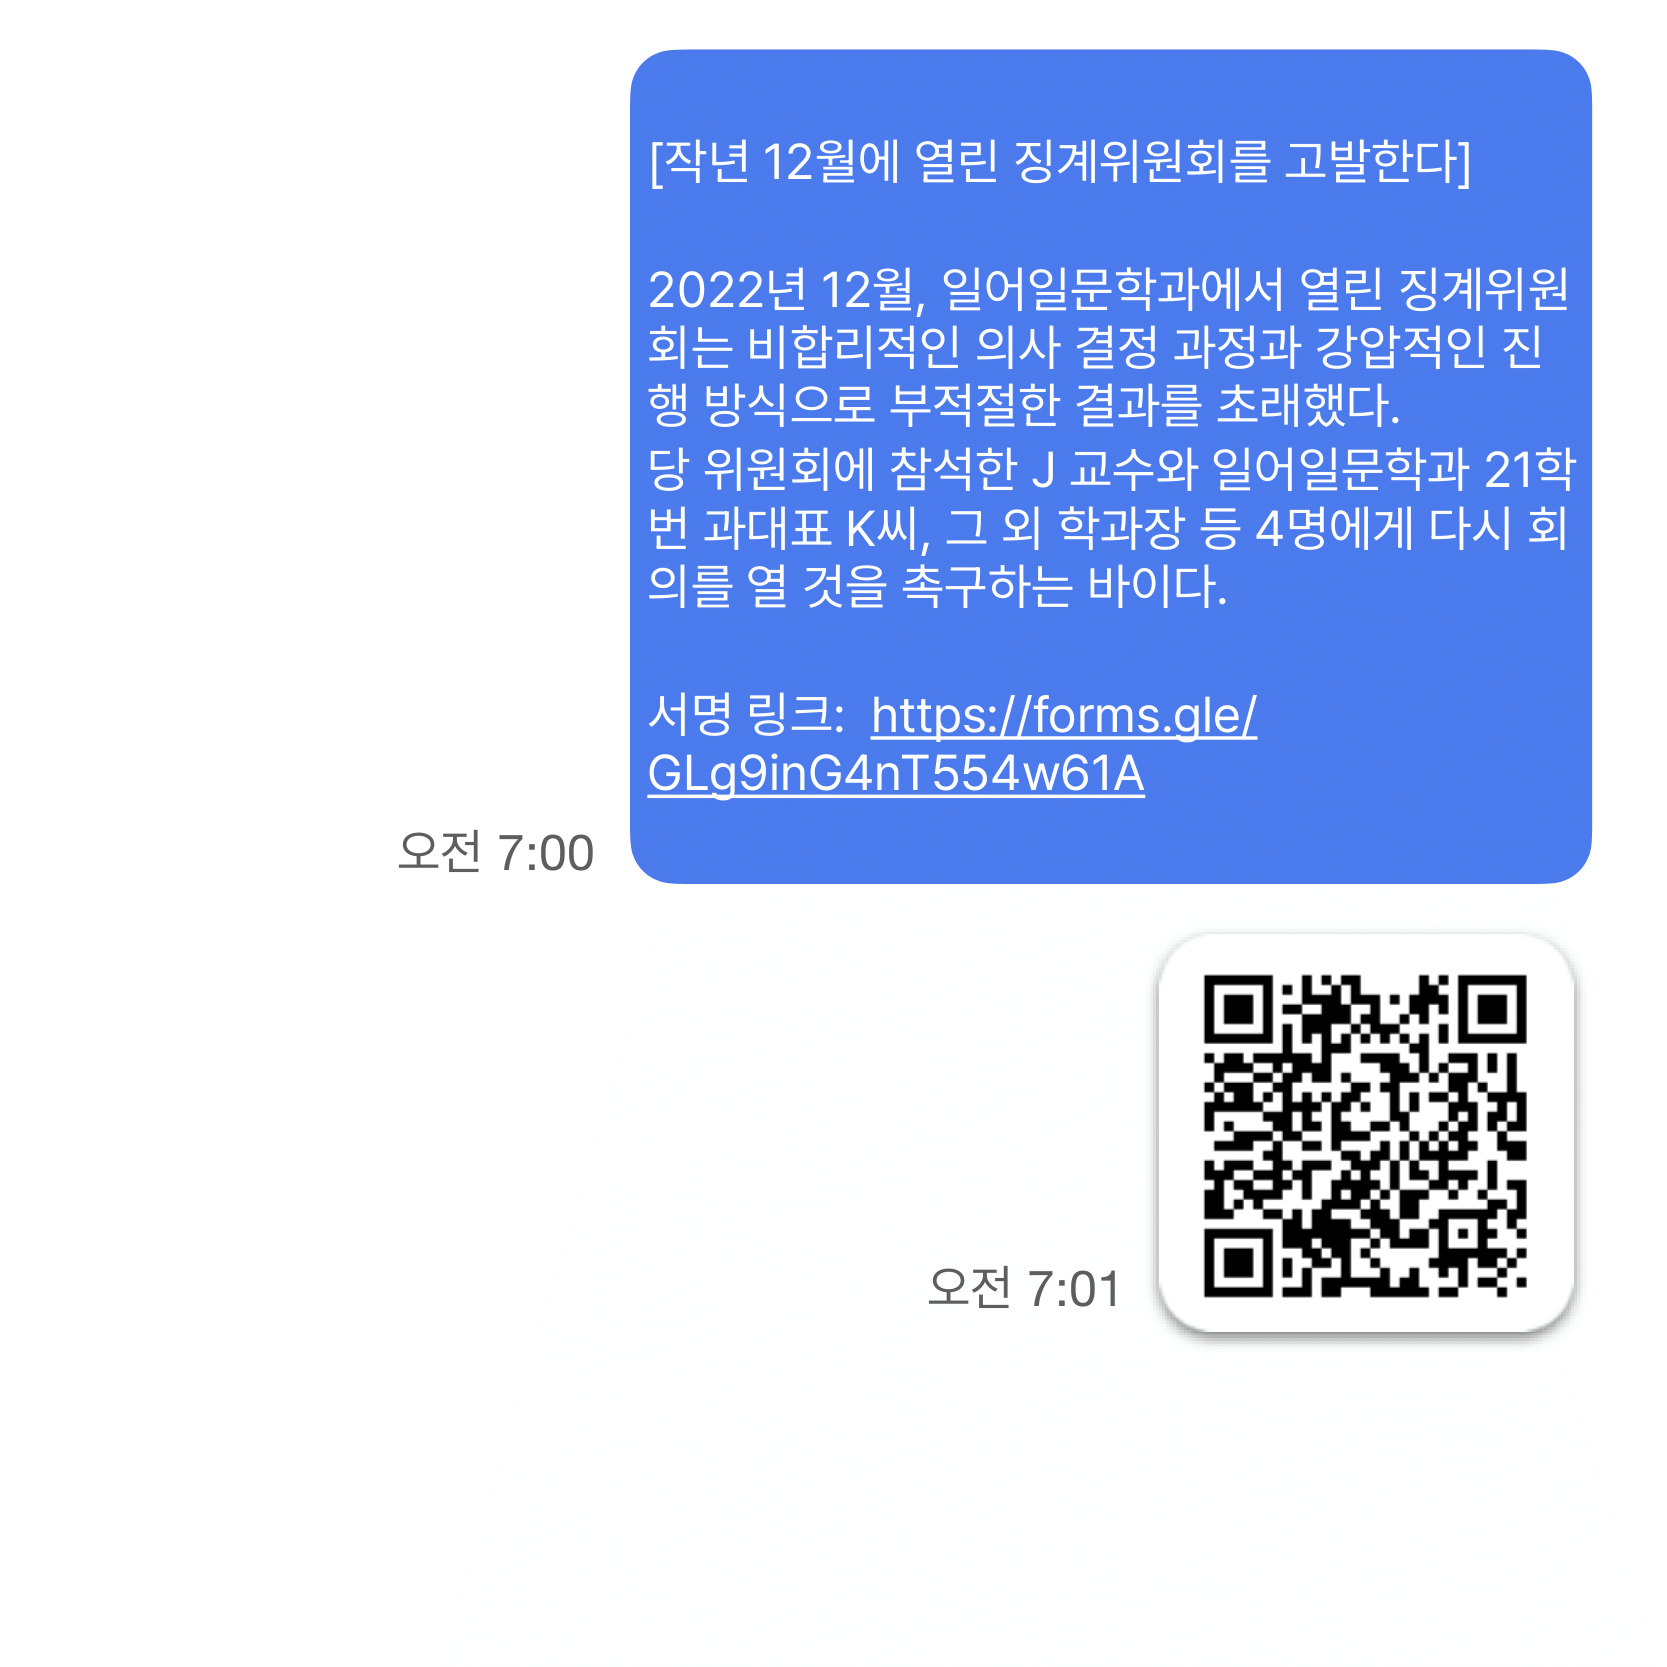 [작년 12월에 열린 징계위원회를 고발한다]
2022년 12월, 일어일문학과에서 열린 징계위원
회는 비합리적인 의사 결정 과정과 강압적인 진
행 방식으로 부적절한 결과를 초래했다.
당 위원회에 참석한 J 교수와 일어일문학과 21학
번 과대표 K씨, 그 외 학과장 등 4명에게 다시 회
의를 열 것을 촉구하는 바이다.
서명 링크:  https://forms.gle/
GLg9inG4nT554w61A
오전 7:00
오전 7:01